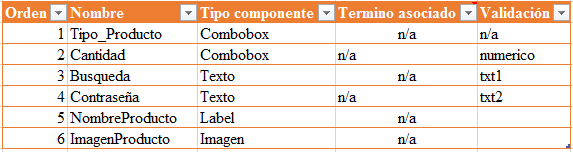 Orden Nombre Tipo componente Termino asociado Validación
1 Tipo_Producto Combobox n/a n/a
2 Cantidad Combobox n/a numerico
3 Busqueda Texto n/a txt1
4 Contraseña Texto n/a txt2
5 NombreProducto Label n/a
6 ImagenProducto Imagen n/a